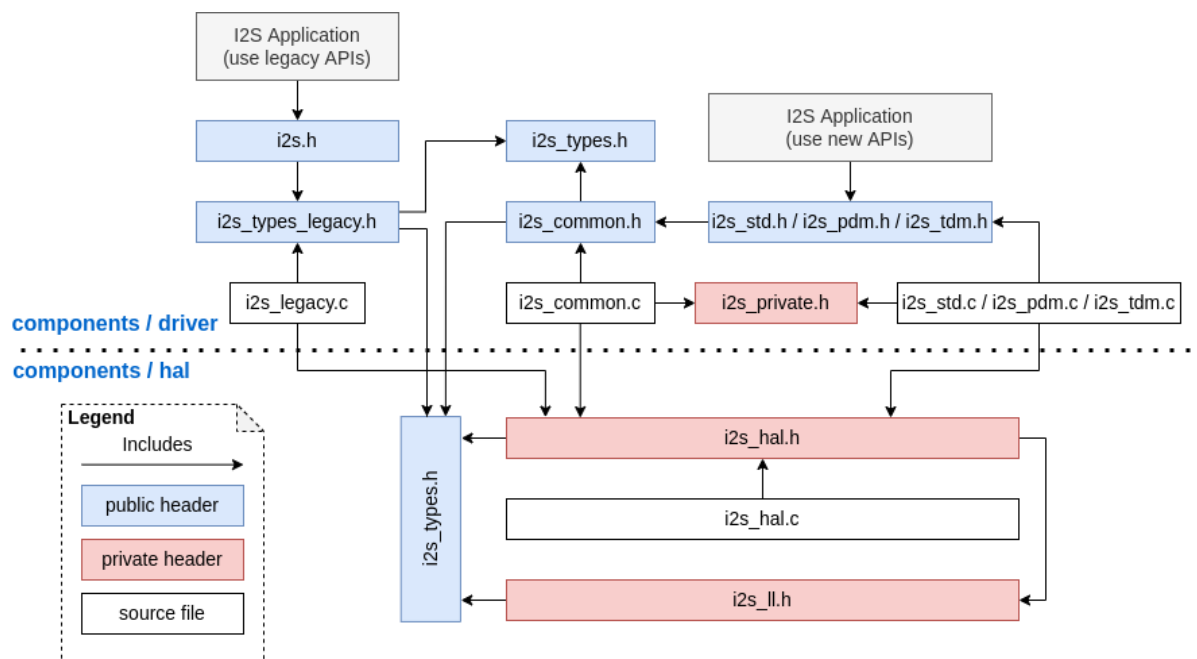 I2S Application
(use legacy APIs)
i2s.h
i2s_types.h
I2S Application
(use new APIs)
i2s_types_legacy.h
i2s_common.h
i2s_std.h / i2s_pdm.h / i2s_tdm.h
i2s_legacy.c
i2s_common.c
i2s_private.h
i2s_std.c / i2s_pdm.c / i2s_tdm.c
components / driver
components / hal
Legend
Includes
public header
private header
source file
i2s_types.h
i2s_hal.h
i2s_hal.c
i2s_ll.h